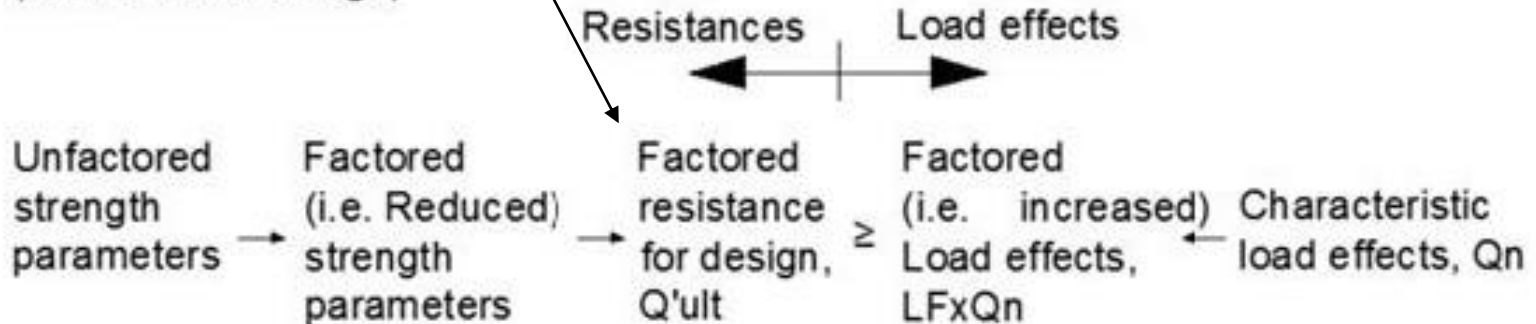 Resistances Load effects
Unfactored
strength
parameters
Factored
(i.e. Reduced)
strength
parameters
Factored
resistance
for design,
Q'ult
≥
Factored
(i.e. increased)
Load effects,
LFxQn
Characteristic
load effects, Qn